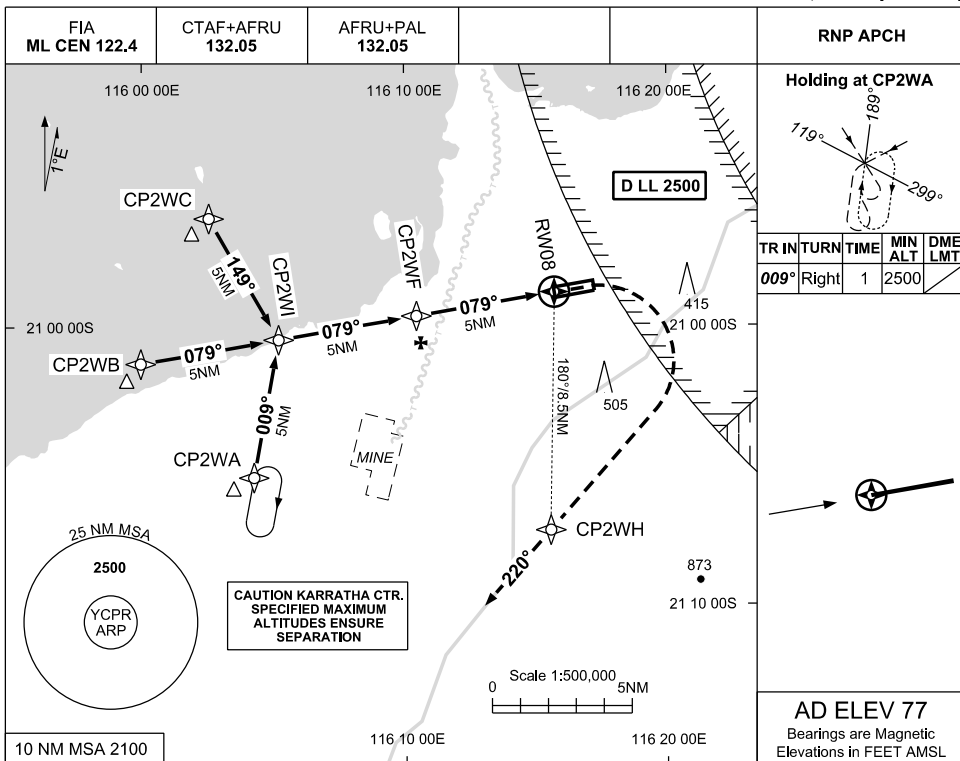 FIA
ML CEN 122.4
CTAF+AFRU
132.05
AFRU+PAL
132.05
RNP APCH
116 00 00E
116 10 00E
116 20 00E
1°E
D LL 2500
CP2WC
149°
5NM
CP2WI
CP2WF
RW08
079°
5NM
079°
5NM
415
21 00 00S
21 00 00S
CP2WB
079°
5NM
009°
5NM
180°/8.5NM
505
CP2WA
MINE
CP2WH
220°
873
21 10 00S
25 NM MSA
2500
YCPR
ARP
CAUTION KARRATHA CTR.
SPECIFIED MAXIMUM
ALTITUDES ENSURE
SEPARATION
Scale 1:500,000
0
5NM
10 NM MSA 2100
116 10 00E
116 20 00E
Holding at CP2WA
189°
119°
299°
TR IN TURN TIME MIN ALT DME LMT
009° Right 1 2500
AD ELEV 77
Bearings are Magnetic
Elevations in FEET AMSL